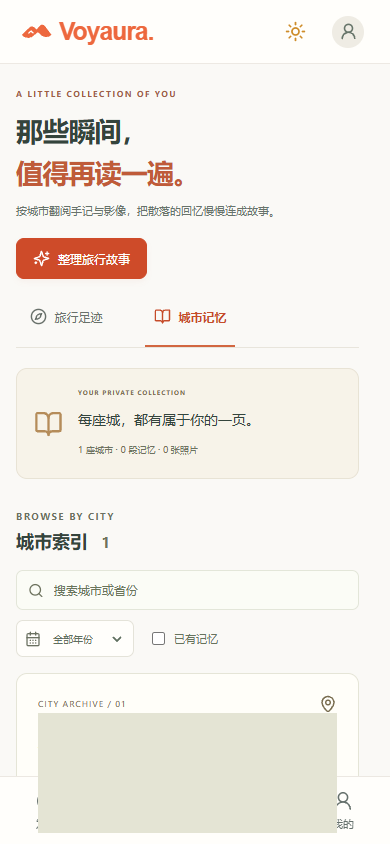 Voyaura.
A LITTLE COLLECTION OF YOU
那些瞬间，
值得再读一遍。
按城市翻阅手记与影像，把散落的回忆慢慢连成故事。
整理旅行故事
旅行足迹
城市记忆
YOUR PRIVATE COLLECTION
每座城，都有属于你的一页。
1 座城市 · 0 段记忆 · 0 张照片
BROWSE BY CITY
城市索引 1
搜索城市或省份
全部年份
已有记忆
CITY ARCHIVE / 01